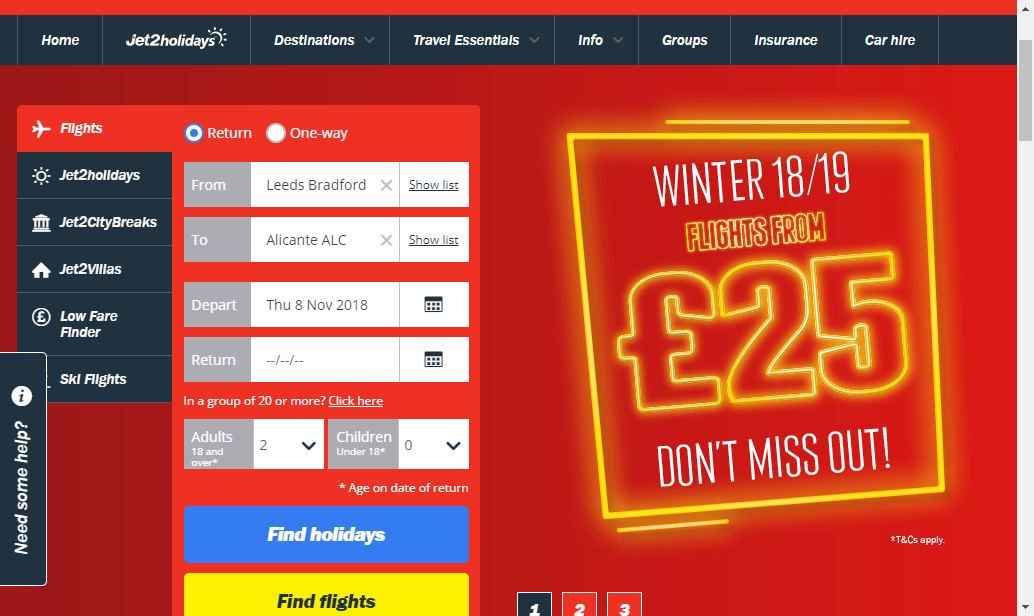 Home
Jet2holidays
Destinations
Travel Essentials
Info
Groups
Insurance
Car hire
Flights
Jet2holidays
Jet2CityBreaks
Jet2Villas
Low Fare
Finder
Ski Flights
i
Need some help?
Return
One-way
From
Leeds Bradford
Show list
To
Alicante ALC
Show list
Depart
Thu 8 Nov 2018
Return
--/--/--
In a group of 20 or more? Click here
Adults
18 and
over*
2
Children
Under 18*
0
* Age on date of return
Find holidays
Find flights
WINTER 18/19
FLIGHTS FROM
£25
DON'T MISS OUT!
*T&Cs apply.
1
2
3